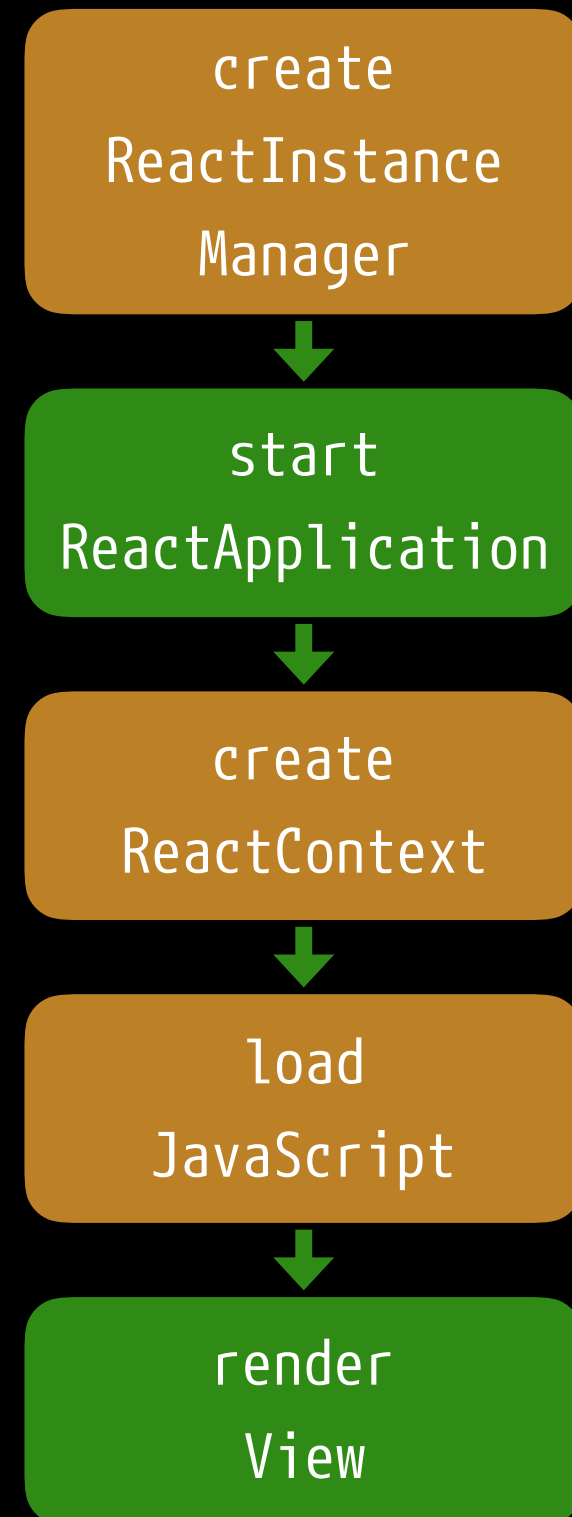 create
ReactInstance
Manager
start
ReactApplication
create
ReactContext
load
JavaScript
render
View